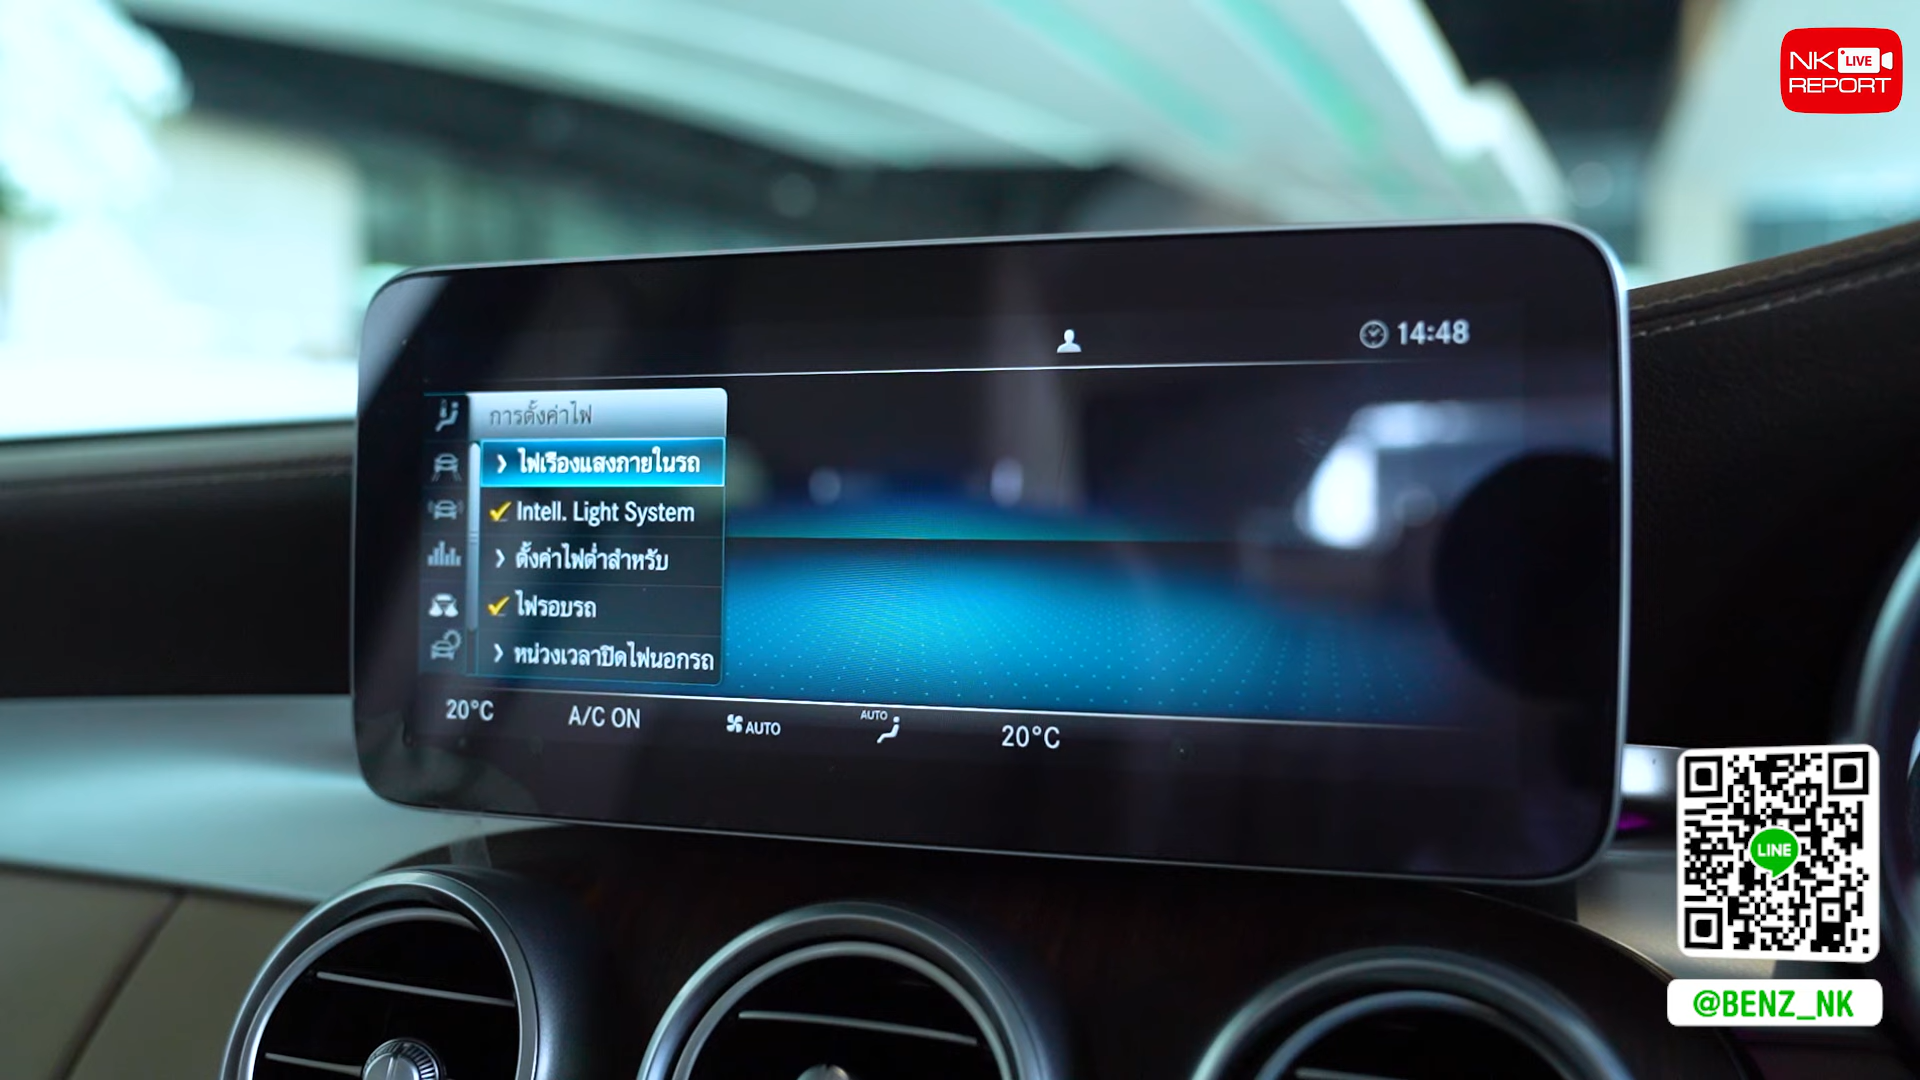 NK LIVE
REPORT
14:48
การตั้งค่าไฟ
ไฟเรืองแสงภายในรถ
Intell. Light System
ตั้งค่าไฟต่ำสำหรับ
ไฟรอบรถ
หน่วงเวลาปิดไฟนอกรถ
20°C A/C ON AUTO AUTO 20°C
LINE
@BENZ_NK